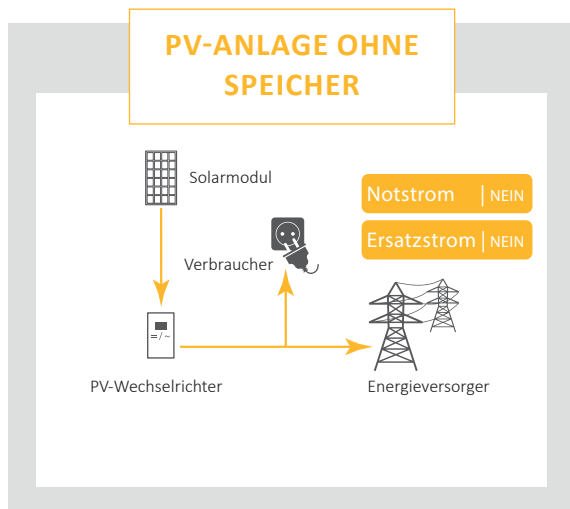 PV-ANLAGE OHNE
SPEICHER
Solarmodul
Notstrom | NEIN
Ersatzstrom | NEIN
Verbraucher
= / ~
PV-Wechselrichter
Energieversorger